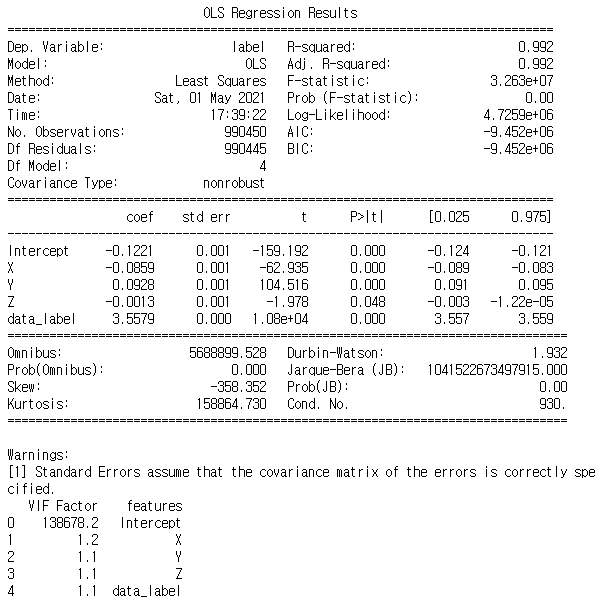 OLS Regression Results
==============================================================================
Dep. Variable: label R-squared: 0.992
Model: OLS Adj. R-squared: 0.992
Method: Least Squares F-statistic: 3.263e+07
Date: Sat, 01 May 2021 Prob (F-statistic): 0.00
Time: 17:39:22 Log-Likelihood: 4.7259e+06
No. Observations: 990450 AIC: -9.452e+06
Df Residuals: 990445 BIC: -9.452e+06
Df Model: 4
Covariance Type: nonrobust
==============================================================================
coef std err t P>|t| [0.025 0.975]
------------------------------------------------------------------------------
Intercept -0.1221 0.001 -159.192 0.000 -0.124 -0.121
X -0.0859 0.001 -62.935 0.000 -0.089 -0.083
Y 0.0928 0.001 104.516 0.000 0.091 0.095
Z -0.0013 0.001 -1.978 0.048 -0.003 -1.22e-05
data_label 3.5579 0.000 1.08e+04 0.000 3.557 3.559
================================================================================
Omnibus: 5688899.528 Durbin-Watson: 1.932
Prob(Omnibus): 0.000 Jarque-Bera (JB): 1041522673497915.000
Skew: -358.352 Prob(JB): 0.00
Kurtosis: 158864.730 Cond. No. 930.
================================================================================
Warnings:
[1] Standard Errors assume that the covariance matrix of the errors is correctly spe
cified.
VIF Factor features
0 138678.2 Intercept
1 1.2 X
2 1.1 Y
3 1.1 Z
4 1.1 data_label